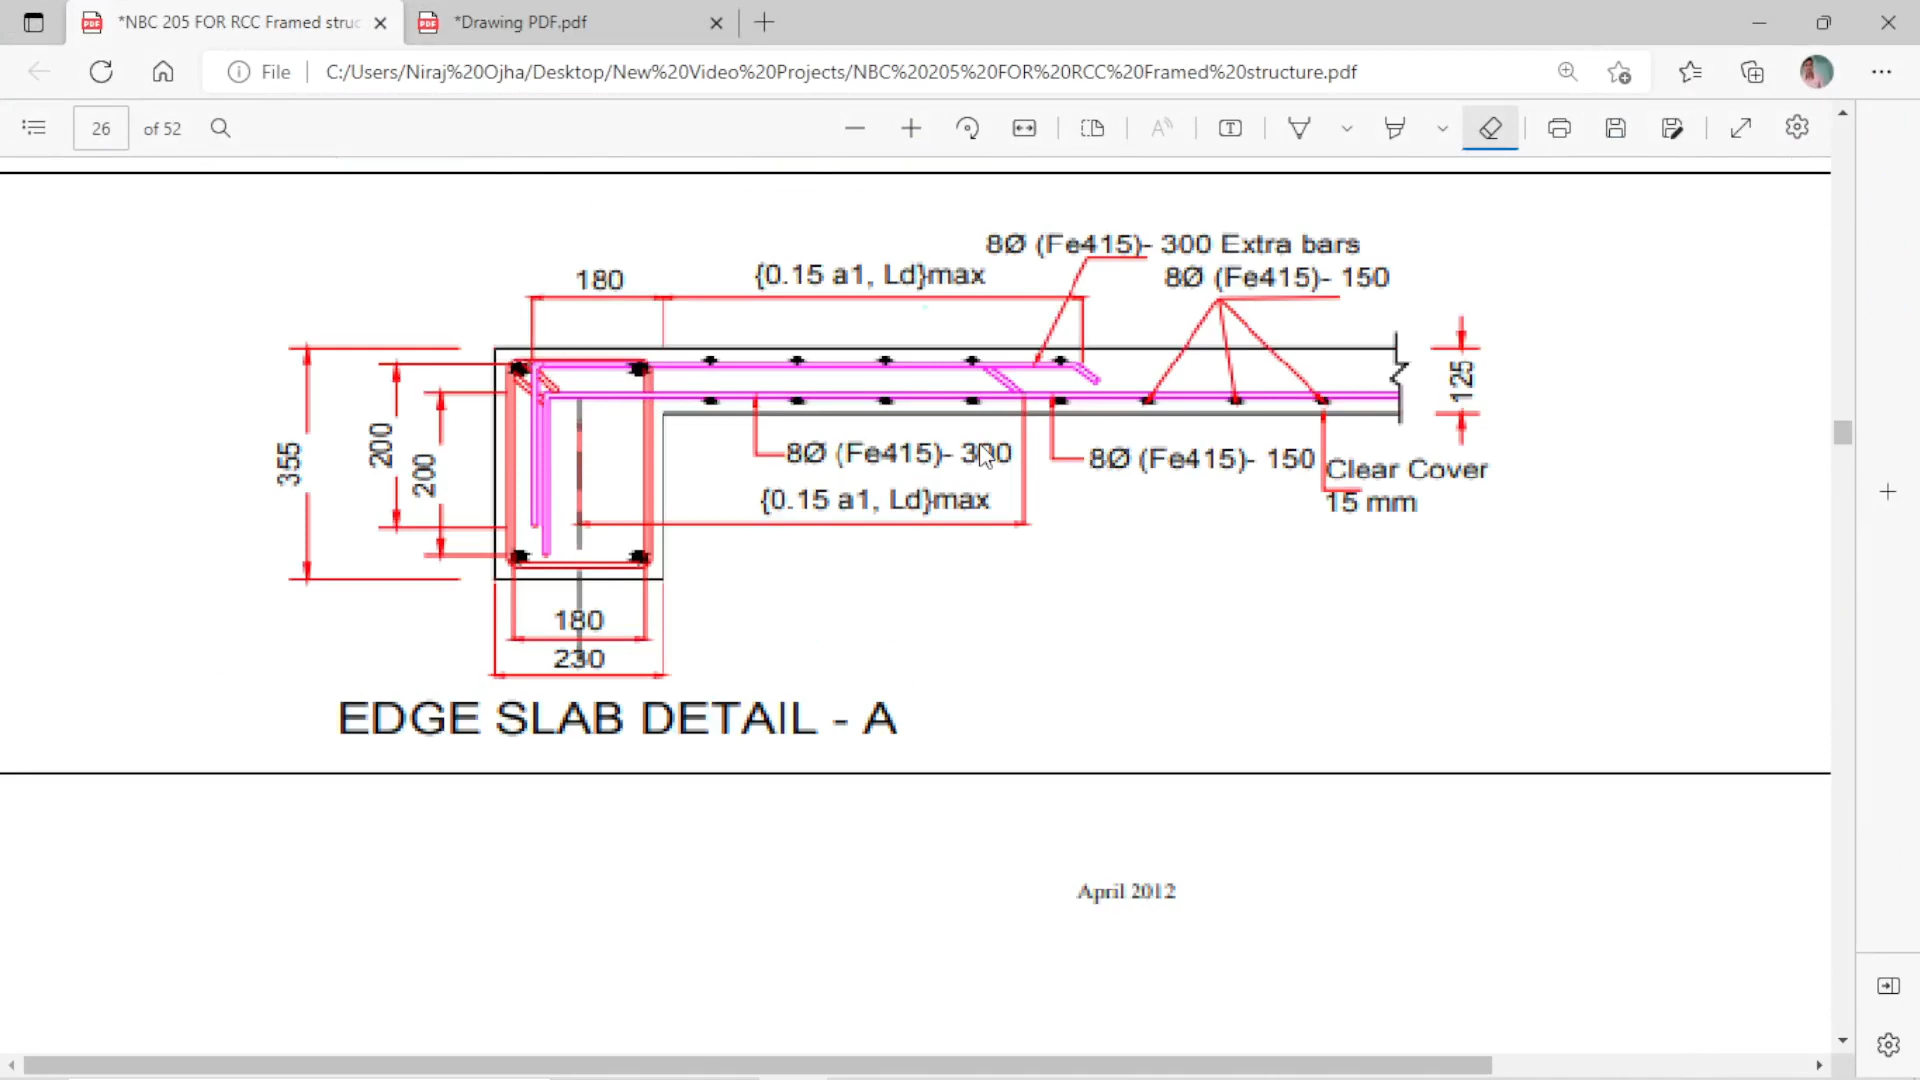 *NBC 205 FOR RCC Framed struc
*Drawing PDF.pdf
File
C:/Users/Niraj%20Ojha/Desktop/New%20Video%20Projects/NBC%20205%20FOR%20RCC%20Framed%20structure.pdf
26 of 52
8Ø (Fe415)- 300 Extra bars
180
{0.15 a1, Ld}max
8Ø (Fe415)- 150
125
355
200
200
8Ø (Fe415)- 300
8Ø (Fe415)- 150
Clear Cover
15 mm
{0.15 a1, Ld}max
180
230
EDGE SLAB DETAIL - A
April 2012